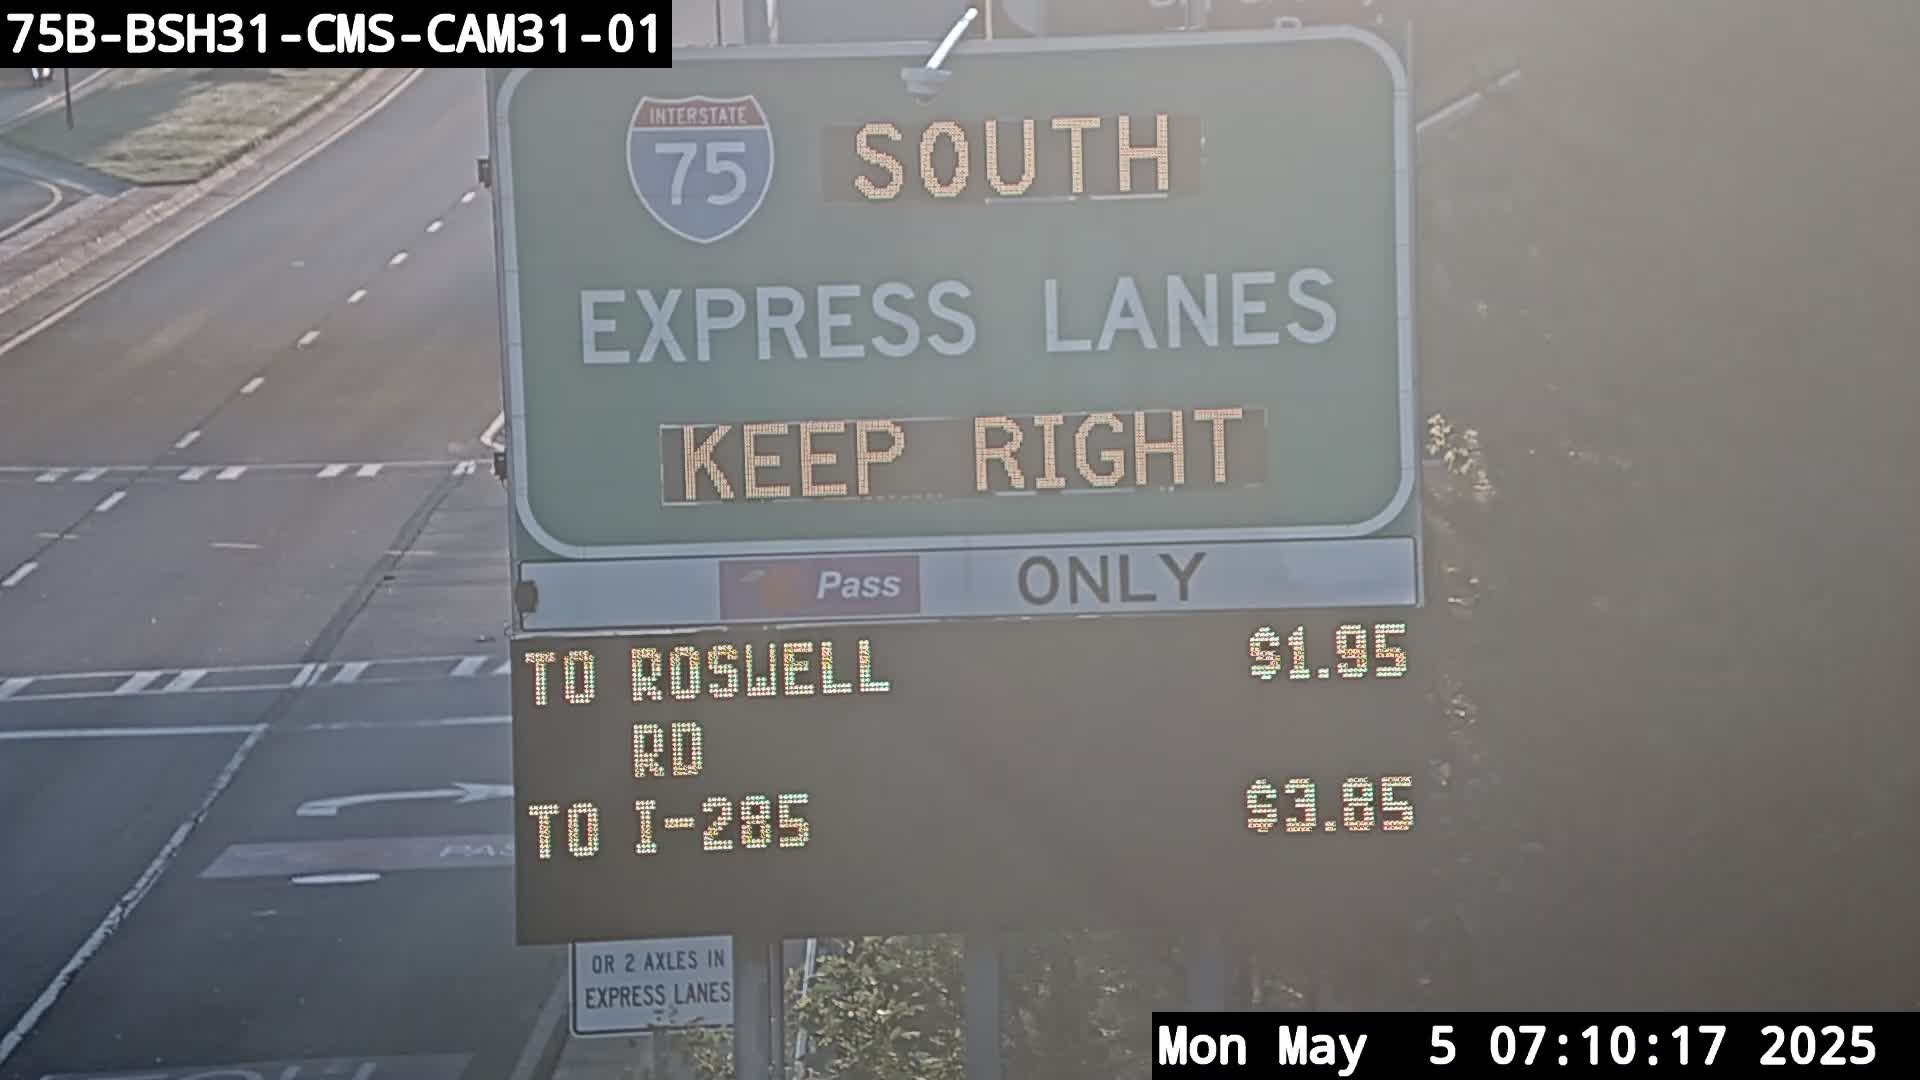 75B-BSH31-CMS-CAM31-01
INTERSTATE
75
SOUTH
EXPRESS LANES
KEEP RIGHT
Pass ONLY
TO ROSWELL $1.95
RD
TO I-285 $3.85
OR 2 AXLES IN
EXPRESS LANES
Mon May 5 07:10:17 2025